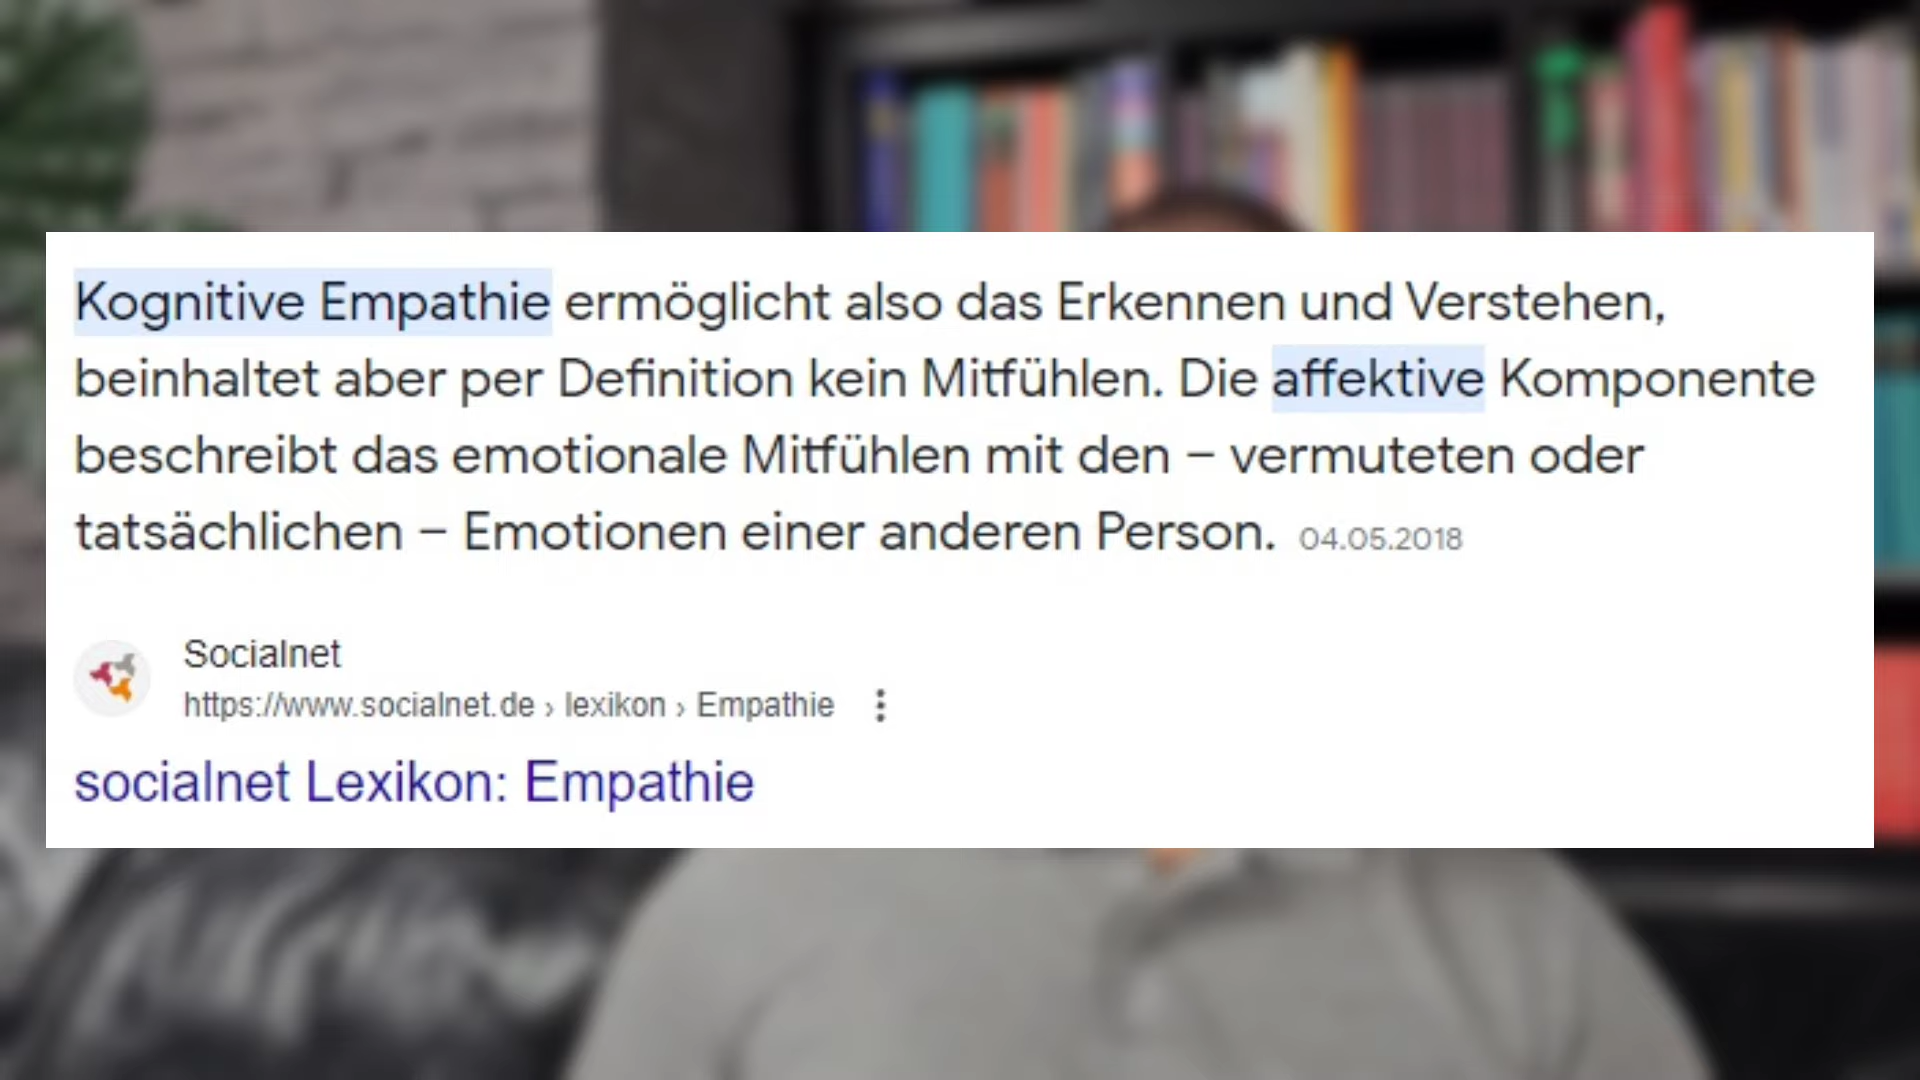 Kognitive Empathie ermöglicht also das Erkennen und Verstehen,
beinhaltet aber per Definition kein Mitfühlen. Die affektive Komponente
beschreibt das emotionale Mitfühlen mit den – vermuteten oder
tatsächlichen – Emotionen einer anderen Person. 04.05.2018
Socialnet
https://www.socialnet.de › lexikon › Empathie
socialnet Lexikon: Empathie